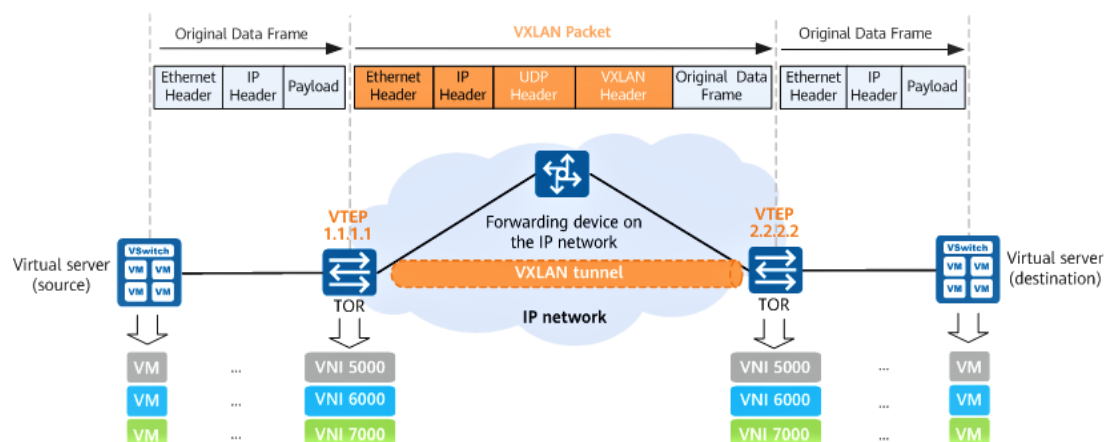 Original Data Frame
VXLAN Packet
Original Data Frame
Ethernet Header
IP Header
Payload
Ethernet Header
IP Header
UDP Header
VXLAN Header
Original Data Frame
Ethernet Header
IP Header
Payload
VTEP
1.1.1.1
Forwarding device on
the IP network
VTEP
2.2.2.2
VSwitch
VM VM
VM VM
Virtual server
(source)
VXLAN tunnel
VSwitch
VM VM
VM VM
Virtual server
(destination)
TOR
IP network
TOR
VM ... VNI 5000
VNI 5000 ... VM
VM ... VNI 6000
VNI 6000 ... VM
VM ... VNI 7000
VNI 7000 ... VM